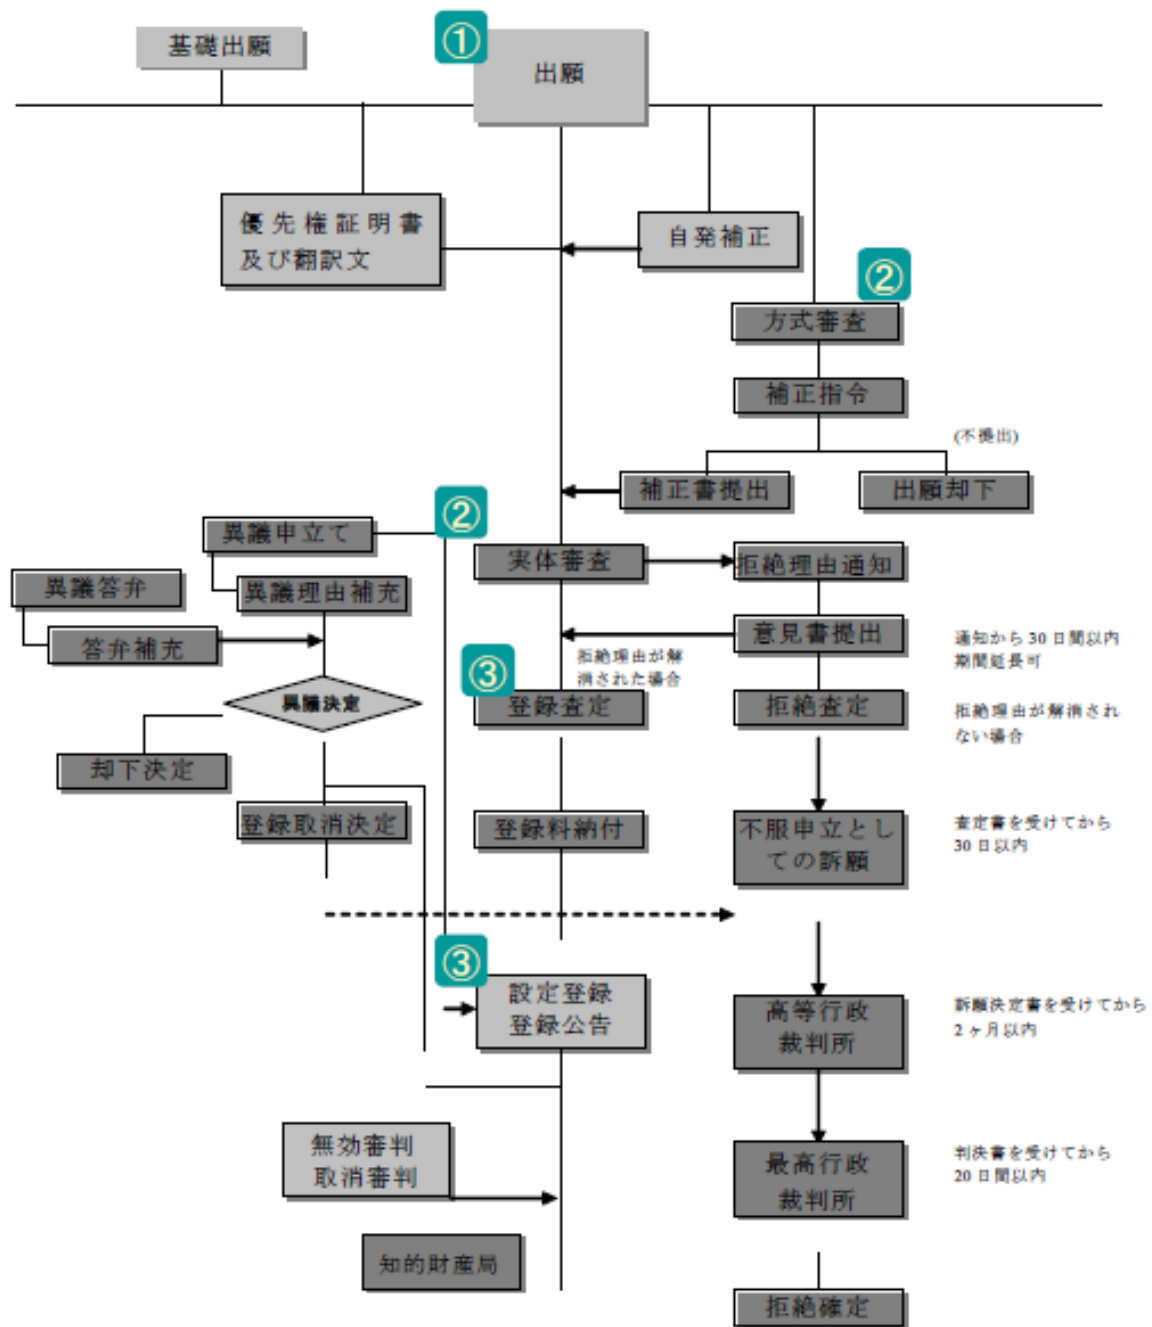 基礎出願
①
出願
優先権証明書
及び翻訳文
自発補正
②
方式審査
補正指令
(不提出)
補正書提出
出願却下
②
異議申立て
実体審査
拒絶理由通知
異議答弁
異議理由補充
答弁補充
意見書提出
通知から30日間以内
期間延長可
拒絶理由が解
消された場合
③
異議決定
登録査定
拒絶査定
拒絶理由が解消され
ない場合
却下決定
登録取消決定
登録料納付
不服申立とし
ての訴願
査定書を受けてから
30日以内
③
設定登録
登録公告
高等行政
裁判所
訴願決定書を受けてから
2ヶ月以内
無効審判
取消審判
最高行政
裁判所
判決書を受けてから
20日間以内
知的財産局
拒絶確定